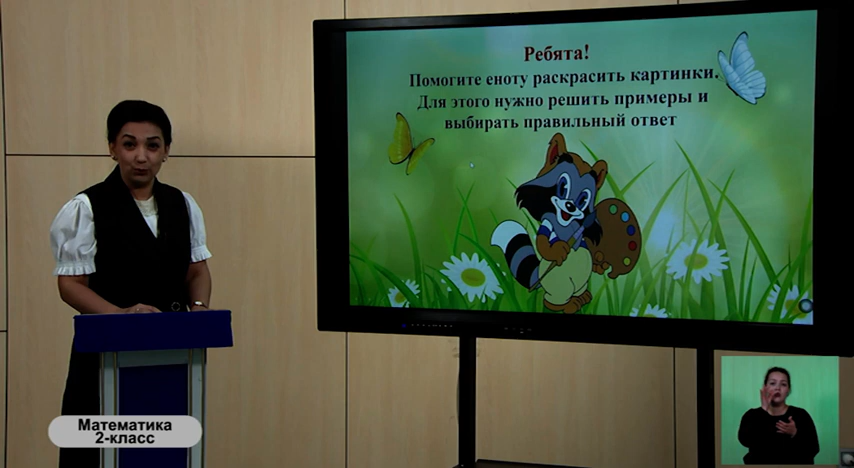 Ребята!
Помогите еноту раскрасить картинки.
Для этого нужно решить примеры и
выбирать правильный ответ
Математика
2-класс